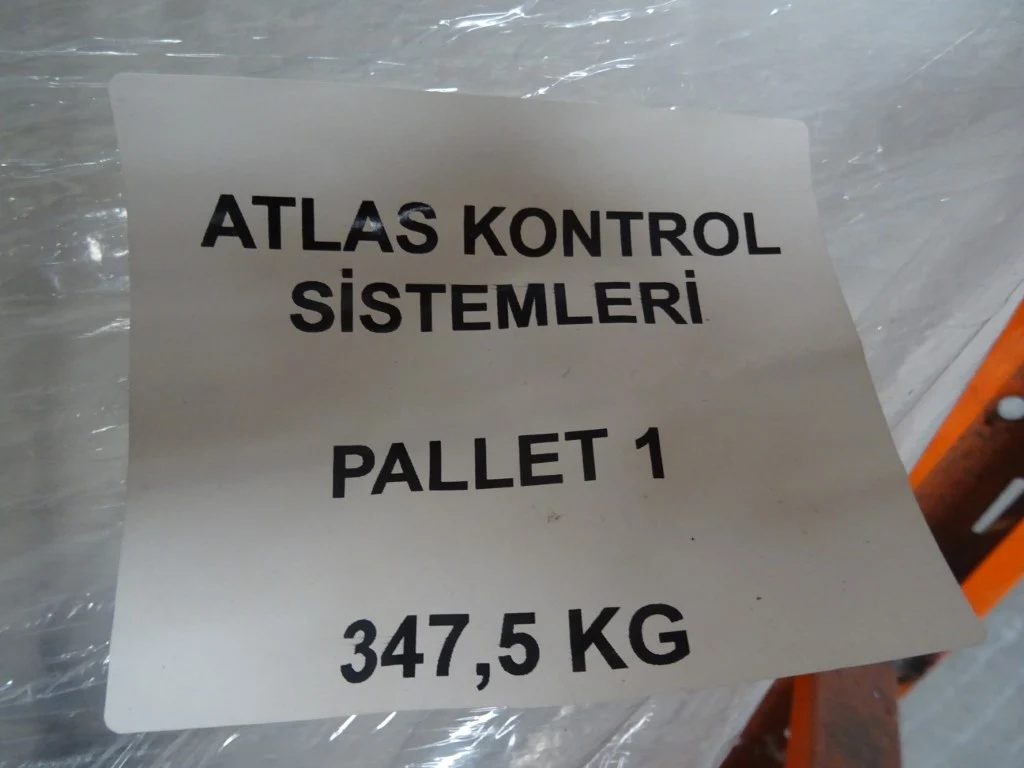 ATLAS KONTROL
SİSTEMLERİ
PALLET 1
347,5 KG